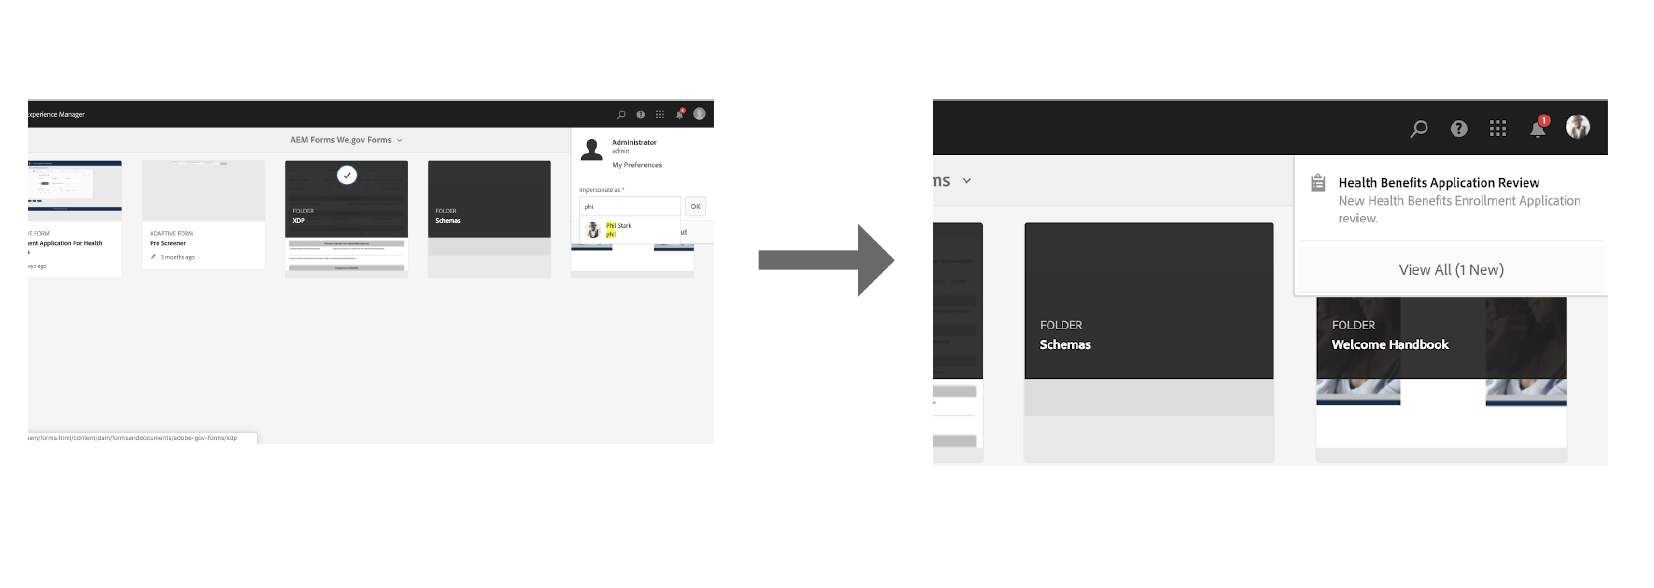 xperience Manager
AEM Forms We.gov Forms
Administrator
admin
My Preferences
Impersonate as *
phi
OK
Phil Stark
phil
ut
FORM
ent Application For Health
s
ays ago
ADAPTIVE FORM
Pre Screener
3 months ago
FOLDER
XDP
FOLDER
Schemas
aem/forms.html/content/dam/formsanddocuments/adobe-gov-forms/xdp
1
ms
Health Benefits Application Review
New Health Benefits Enrollment Application
review.
View All (1 New)
FOLDER
Schemas
FOLDER
Welcome Handbook